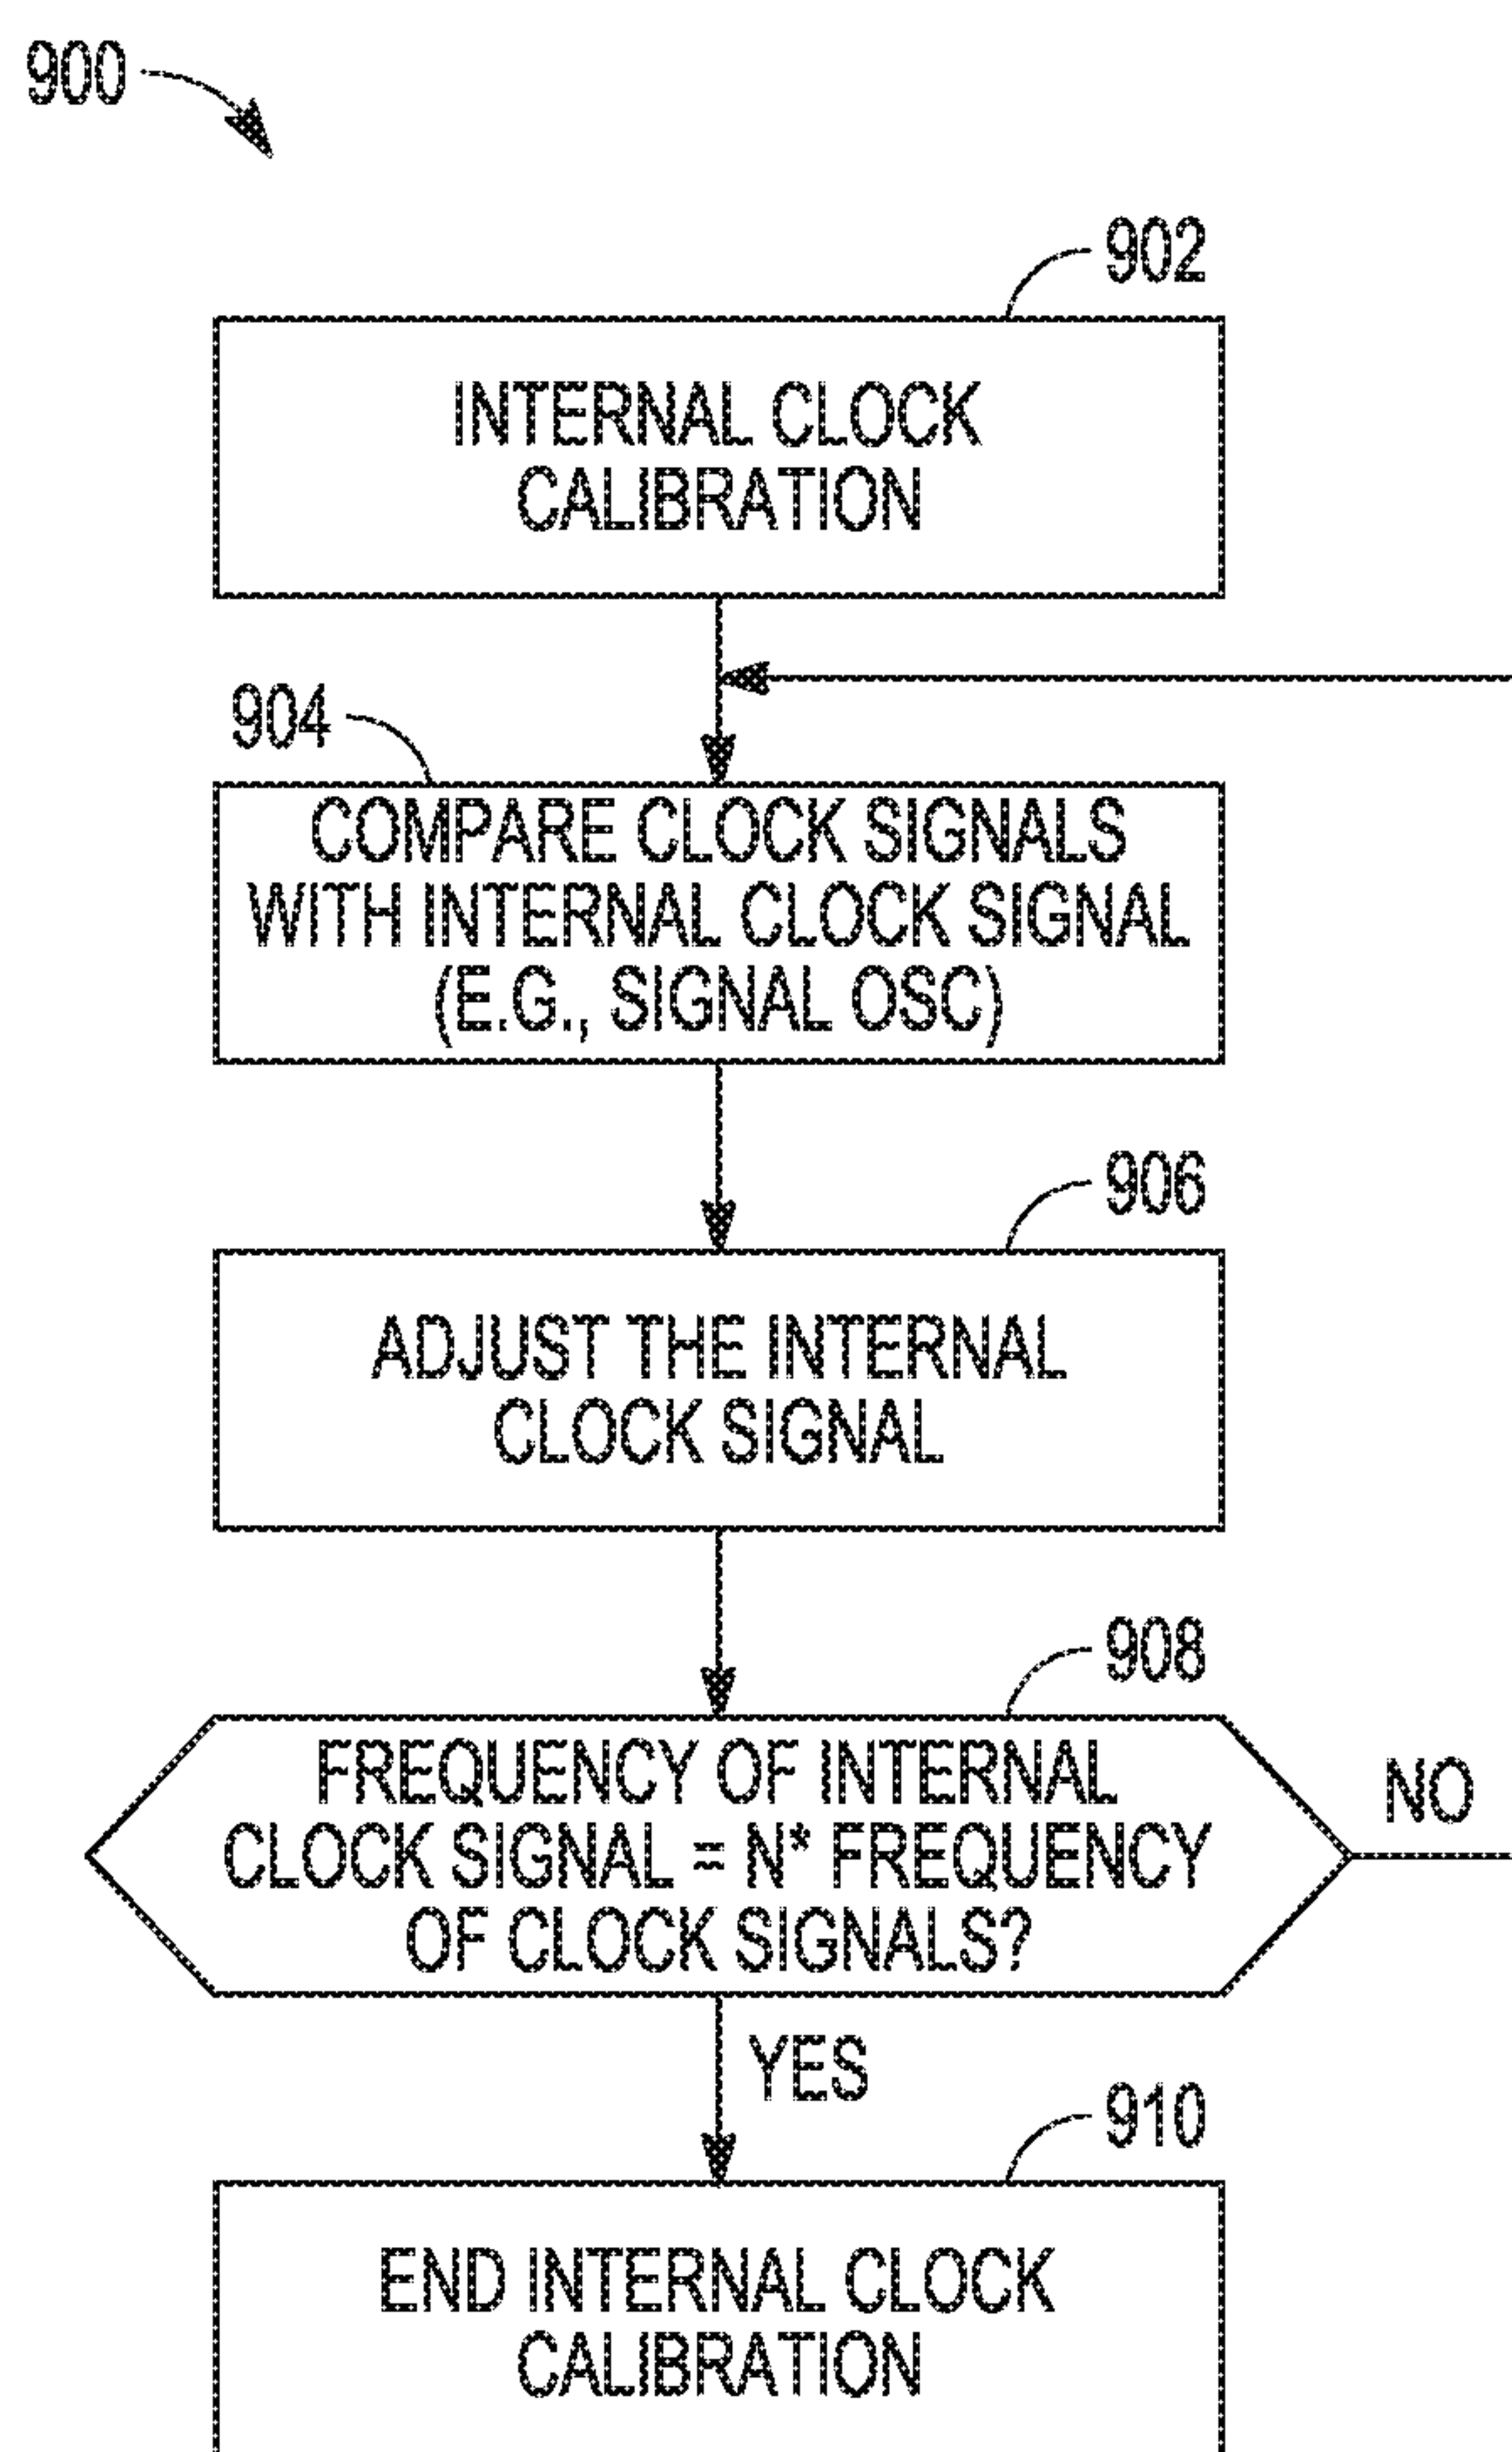 900
902
INTERNAL CLOCK
CALIBRATION
904
COMPARE CLOCK SIGNALS
WITH INTERNAL CLOCK SIGNAL
(E.G., SIGNAL OSC)
906
ADJUST THE INTERNAL
CLOCK SIGNAL
908
FREQUENCY OF INTERNAL
CLOCK SIGNAL = N* FREQUENCY
OF CLOCK SIGNALS?
NO
YES
910
END INTERNAL CLOCK
CALIBRATION